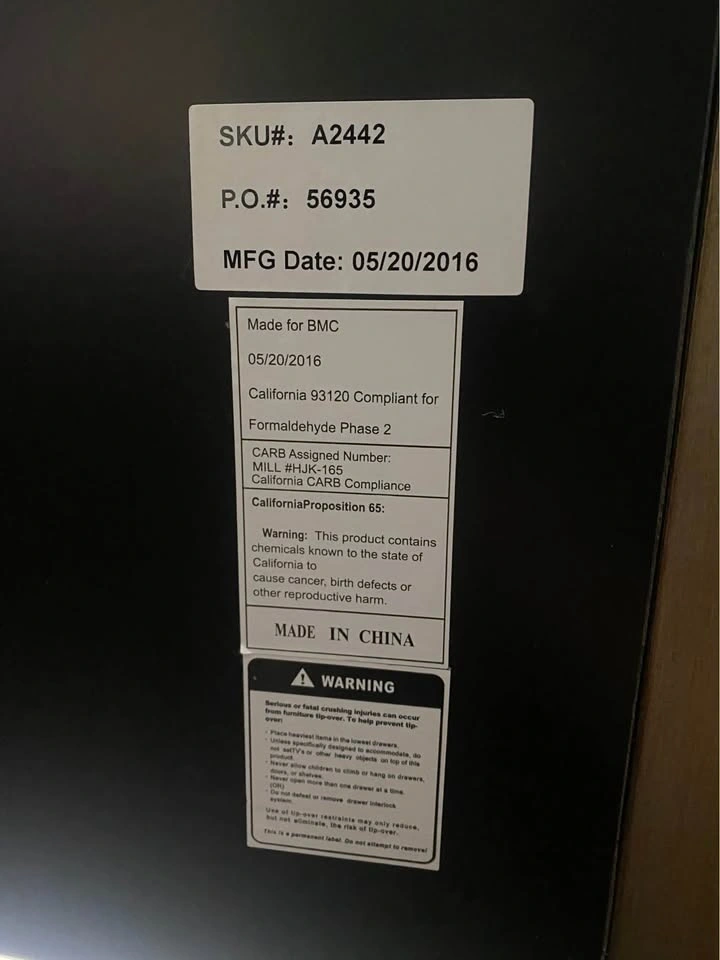 SKU#: A2442
P.O.#: 56935
MFG Date: 05/20/2016
Made for BMC
05/20/2016
California 93120 Compliant for
Formaldehyde Phase 2
CARB Assigned Number:
MILL #HJK-165
California CARB Compliance
CaliforniaProposition 65:
Warning: This product contains
chemicals known to the state of
California to
cause cancer, birth defects or
other reproductive harm.
MADE IN CHINA
WARNING
Serious or fatal crushing injuries can occur
from furniture tip-over. To help prevent tip-
over:
· Place heaviest items in the lowest drawers.
· Unless specifically designed to accommodate, do
not setTV's or other heavy objects on top of this
product.
· Never allow children to climb or hang on drawers,
doors, or shelves.
· Never open more than one drawer at a time.
(OR)
· Do not defeat or remove drawer interlock
system.
Use of tip-over restraints may only reduce,
but not eliminate, the risk of tip-over.
This is a permanent label. Do not attempt to remove!